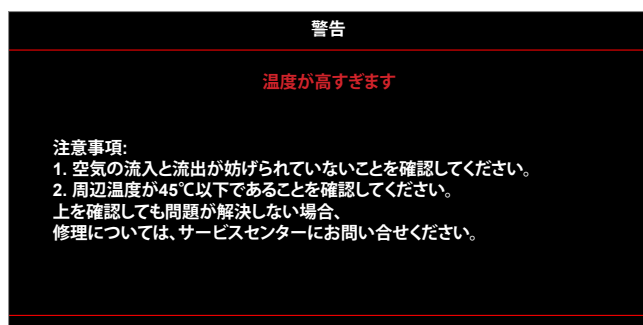 警告
温度が高すぎます
注意事項:
1. 空気の流入と流出が妨げられていないことを確認してください。
2. 周辺温度が45℃以下であることを確認してください。
上を確認しても問題が解決しない場合、
修理については、サービスセンターにお問い合せください。